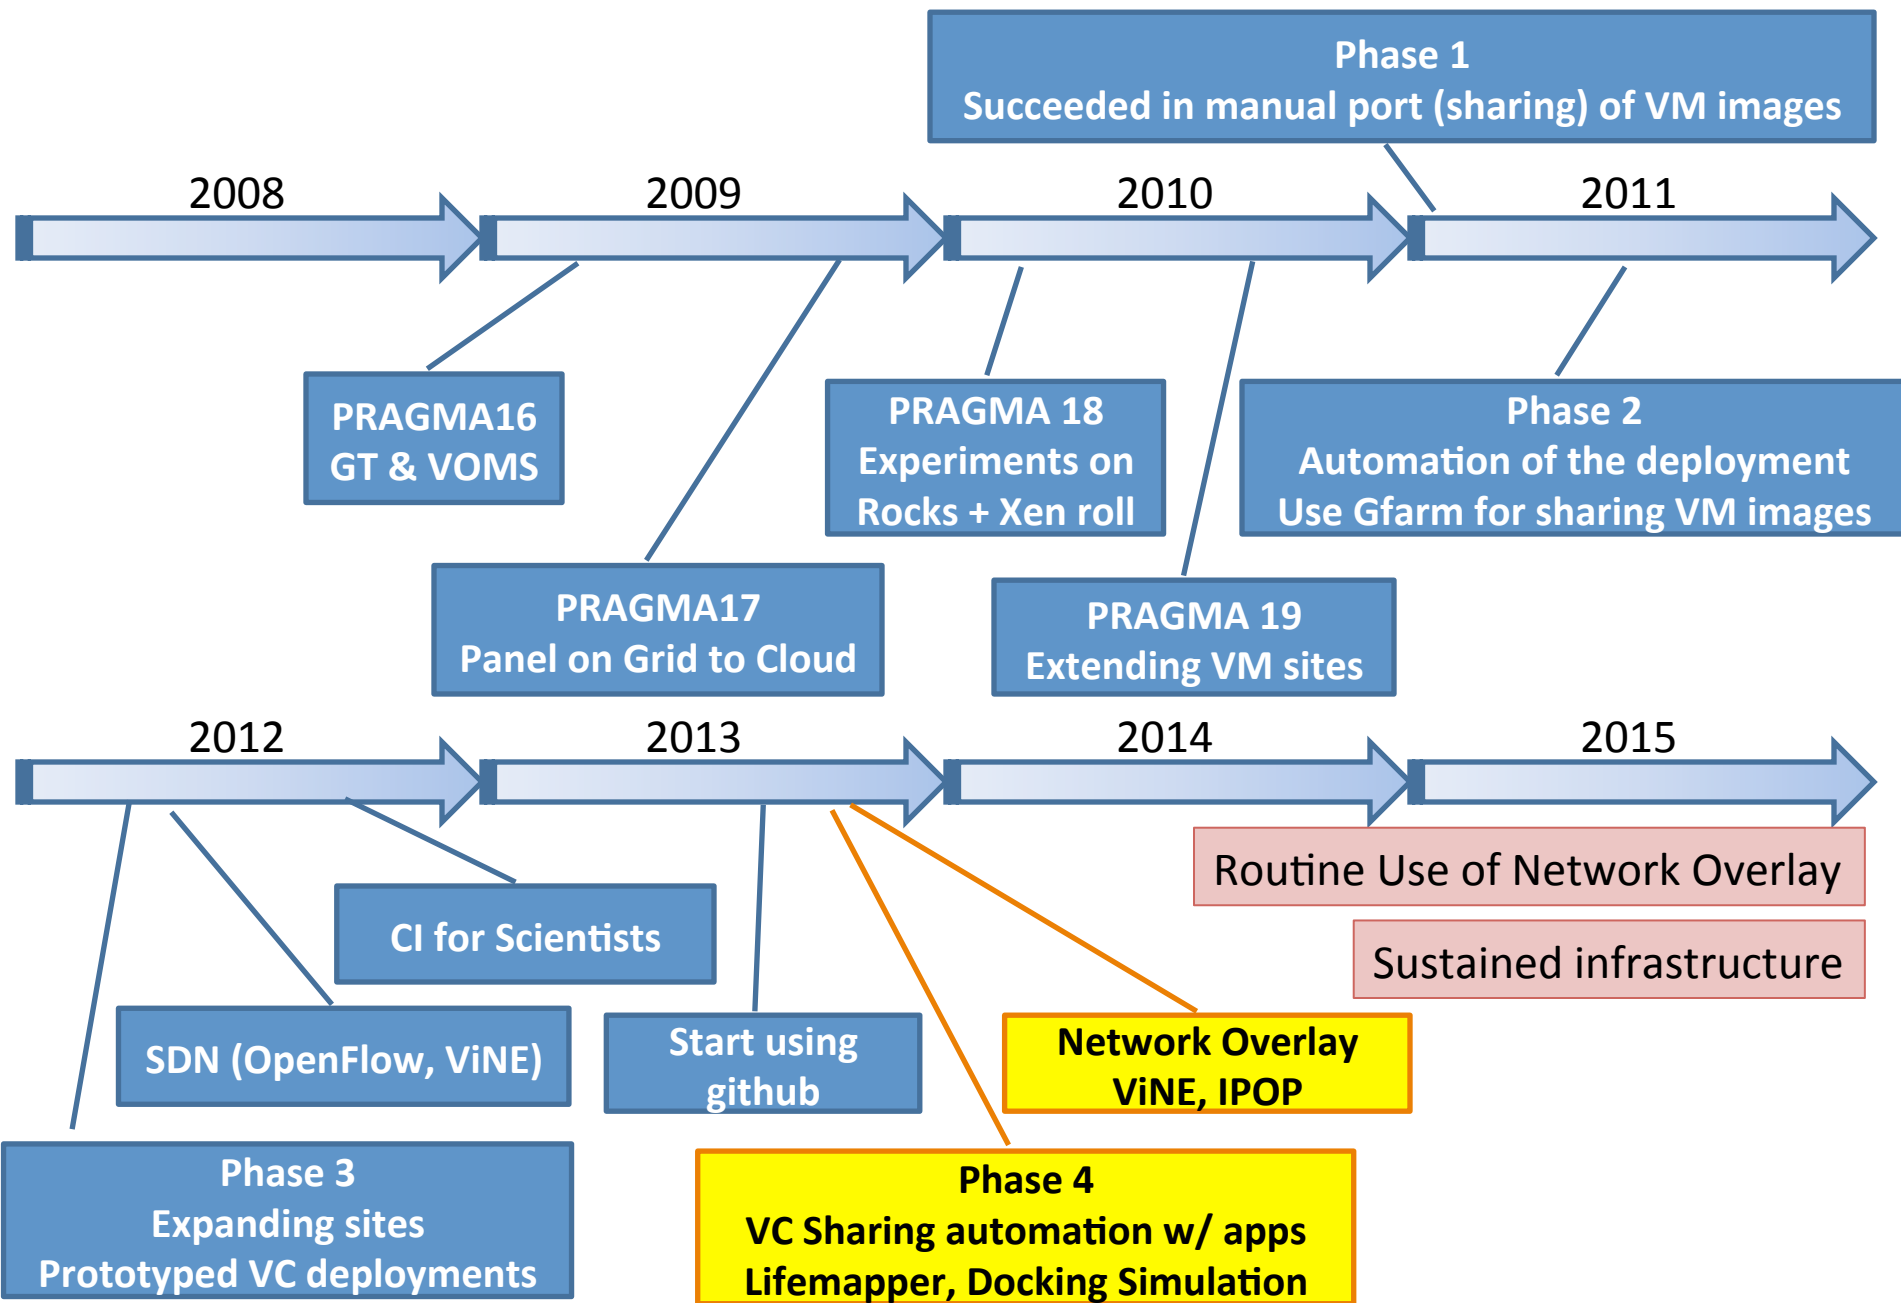 Phase 1
Succeeded in manual port (sharing) of VM images
2008
2009
2010
2011
PRAGMA16
GT & VOMS
PRAGMA17
Panel on Grid to Cloud
PRAGMA 18
Experiments on
Rocks + Xen roll
PRAGMA 19
Extending VM sites
Phase 2
Automation of the deployment
Use Gfarm for sharing VM images
2012
2013
2014
2015
Routine Use of Network Overlay
Sustained infrastructure
CI for Scientists
SDN (OpenFlow, ViNE)
Start using
github
Network Overlay
ViNE, IPOP
Phase 3
Expanding sites
Prototyped VC deployments
Phase 4
VC Sharing automation w/ apps
Lifemapper, Docking Simulation